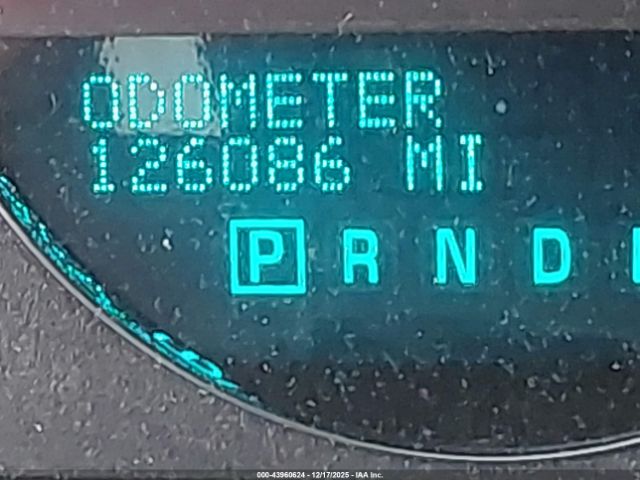 ODOMETER
126086 MI
P R N D
000-43960624 - 12/17/2025 - IAA Inc.